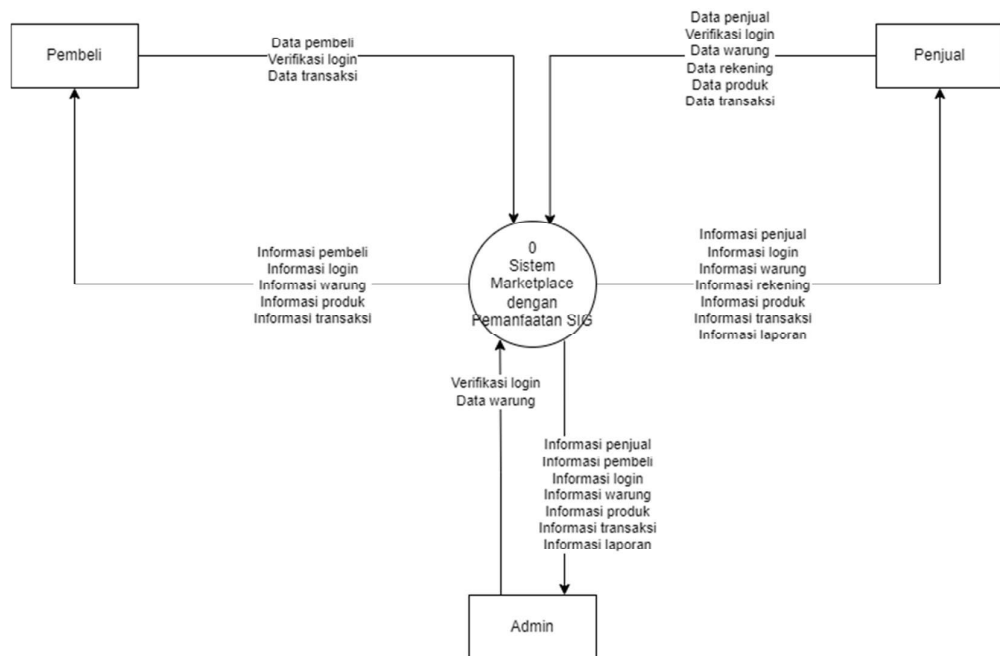 Pembeli
Data pembeli
Verifikasi login
Data transaksi
Data penjual
Verifikasi login
Data warung
Data rekening
Data produk
Data transaksi
Penjual
Informasi pembeli
Informasi login
Informasi warung
Informasi produk
Informasi transaksi
0
Sistem
Marketplace
dengan
Pemanfaatan SIG
Informasi penjual
Informasi login
Informasi warung
Informasi rekening
Informasi produk
Informasi transaksi
Informasi laporan
Verifikasi login
Data warung
Informasi penjual
Informasi pembeli
Informasi login
Informasi warung
Informasi produk
Informasi transaksi
Informasi laporan
Admin